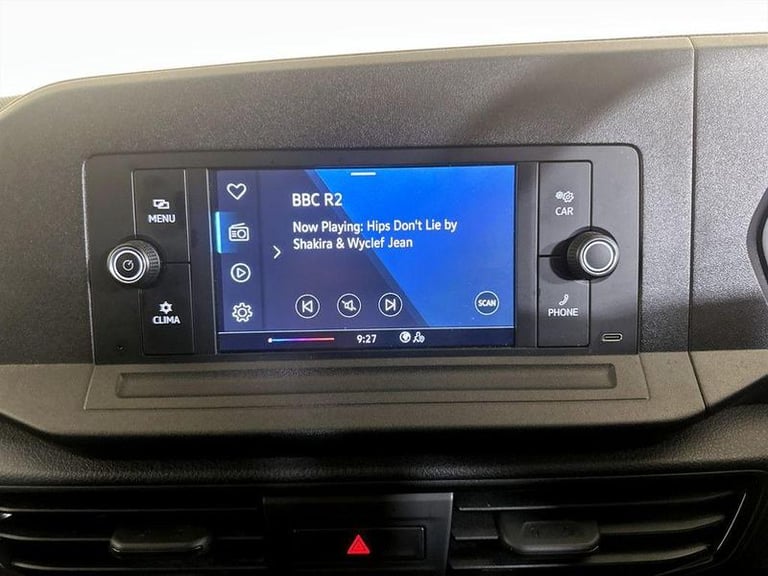 MENU
CLIMA
BBC R2
Now Playing: Hips Don't Lie by
Shakira & Wyclef Jean
SCAN
9:27
CAR
PHONE